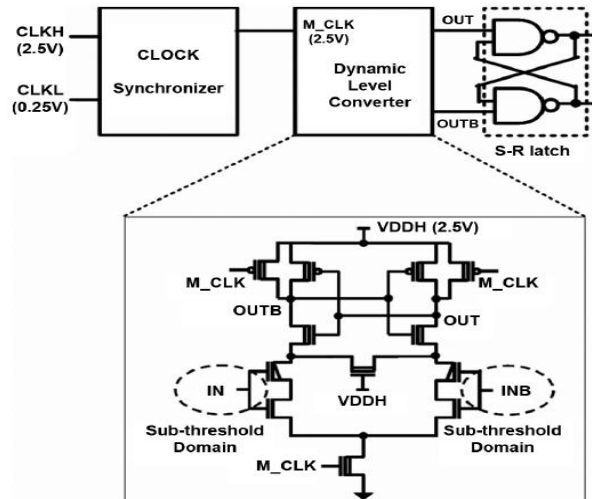 CLKH
(2.5V)
CLKL
(0.25V)
CLOCK
Synchronizer
M_CLK
(2.5V)
Dynamic
Level
Converter
OUT
OUTB
S-R latch
VDDH (2.5V)
M_CLK
M_CLK
OUTB
OUT
IN
VDDH
INB
Sub-threshold
Domain
Sub-threshold
Domain
M_CLK